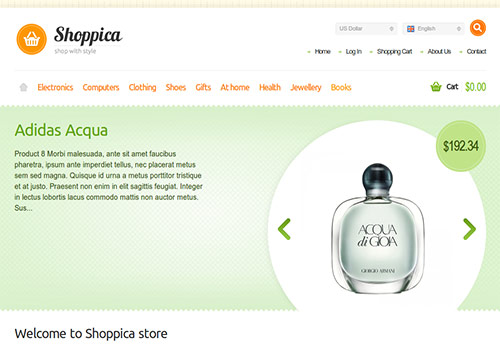 Shoppica
shop with style
US Dollar
English
Home Log In Shopping Cart About Us Contact
Electronics Computers Clothing Shoes Gifts At home Health Jewellery Books
Cart $0.00
Adidas Acqua
Product 8 Morbi malesuada, ante sit amet faucibus
pharetra, ipsum ante imperdiet tellus, nec placerat metus
sem sed magna. Quisque id urna a metus porttitor tristique
et at justo. Praesent non enim in elit sagittis feugiat. Integer
in lectus lobortis lacus commodo mattis non auctor metus.
Sus...
$192.34
ACQUA
di GIOIA
GIORGIO ARMANI
Welcome to Shoppica store